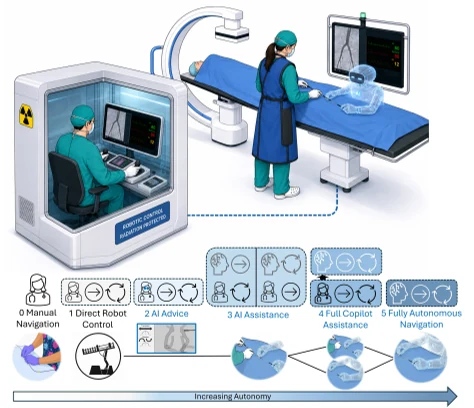 ROBOTIC CONTROL
RADIATION PROTECTED
0 Manual
Navigation
1 Direct Robot
Control
2 AI Advice
3 AI Assistance
4 Full Copilot
Assistance
5 Fully Autonomous
Navigation
Increasing Autonomy